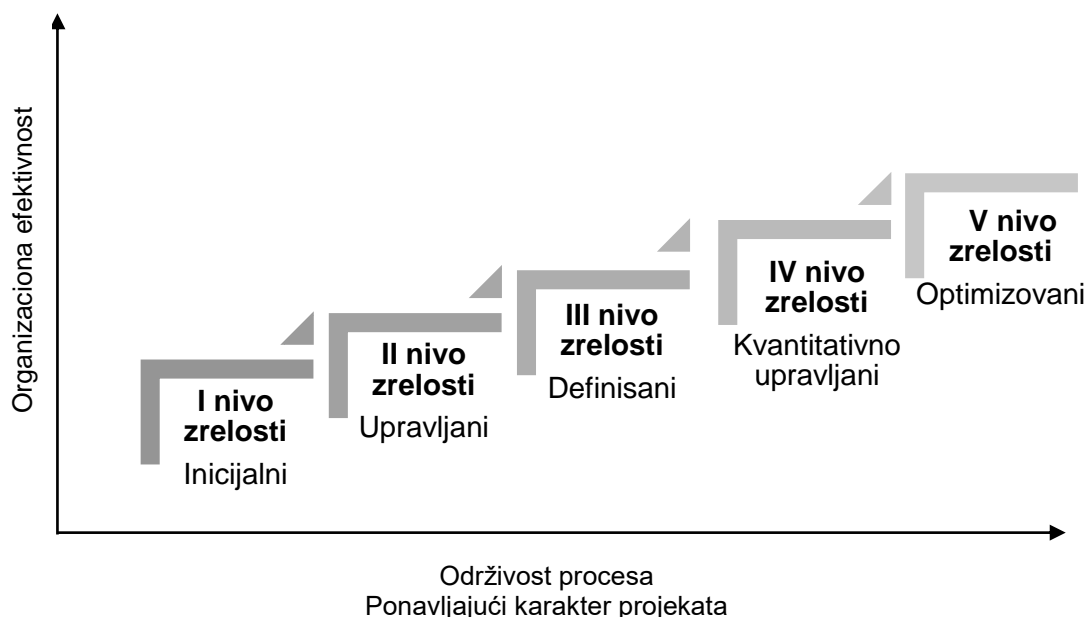 Organizaciona efektivnost
I nivo
zrelosti
Inicijalni
II nivo
zrelosti
Upravljani
III nivo
zrelosti
Definisani
IV nivo
zrelosti
Kvantitativno
upravljani
V nivo
zrelosti
Optimizovani
Održivost procesa
Ponavljajući karakter projekata